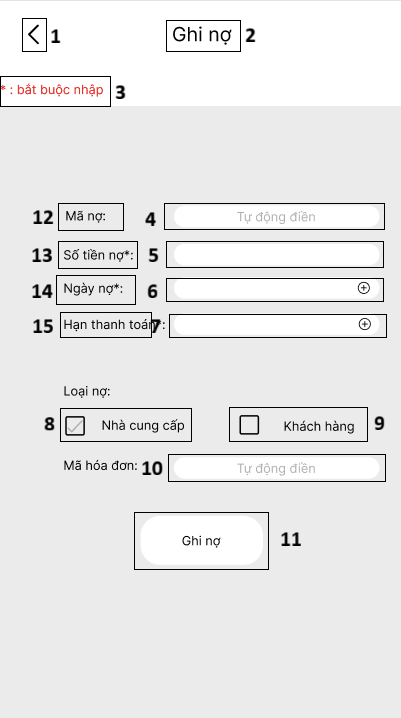 1 Ghi nợ 2
* : bắt buộc nhập 3
12 Mã nợ: 4 Tự động điền
13 Số tiền nợ*: 5
14 Ngày nợ*: 6
15 Hạn thanh toán*: 7
Loại nợ:
8 Nhà cung cấp Khách hàng 9
Mã hóa đơn: 10 Tự động điền
Ghi nợ 11